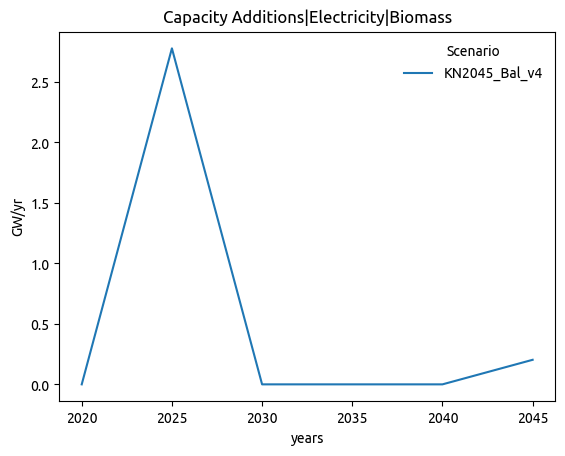 Capacity Additions|Electricity|Biomass
Scenario
KN2045_Bal_v4
GW/yr
2.5
2.0
1.5
1.0
0.5
0.0
2020 2025 2030 2035 2040 2045
years